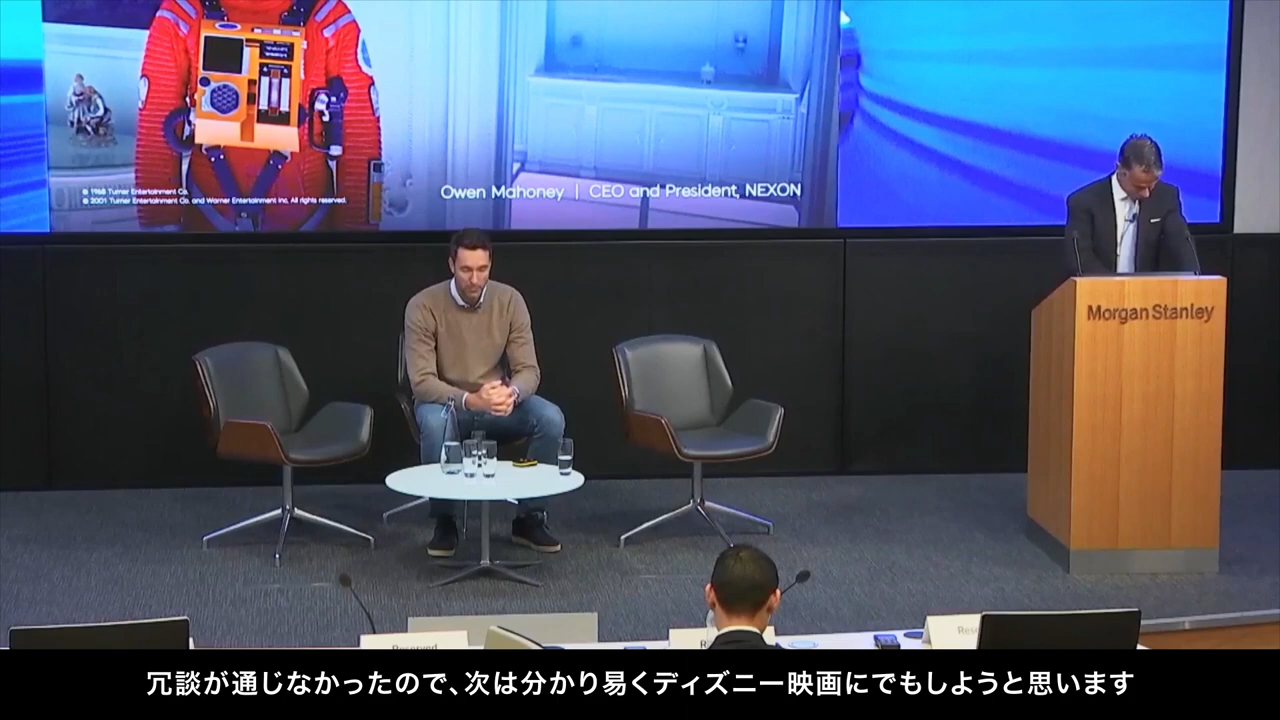 © 1968 Turner Entertainment Co.
© 2001 Turner Entertainment Co. and Warner Entertainment Inc. All rights reserved.
Owen Mahoney | CEO and President, NEXON
Morgan Stanley
Reserved
冗談が通じなかったので、次は分かり易くディズニー映画にでもしようと思います